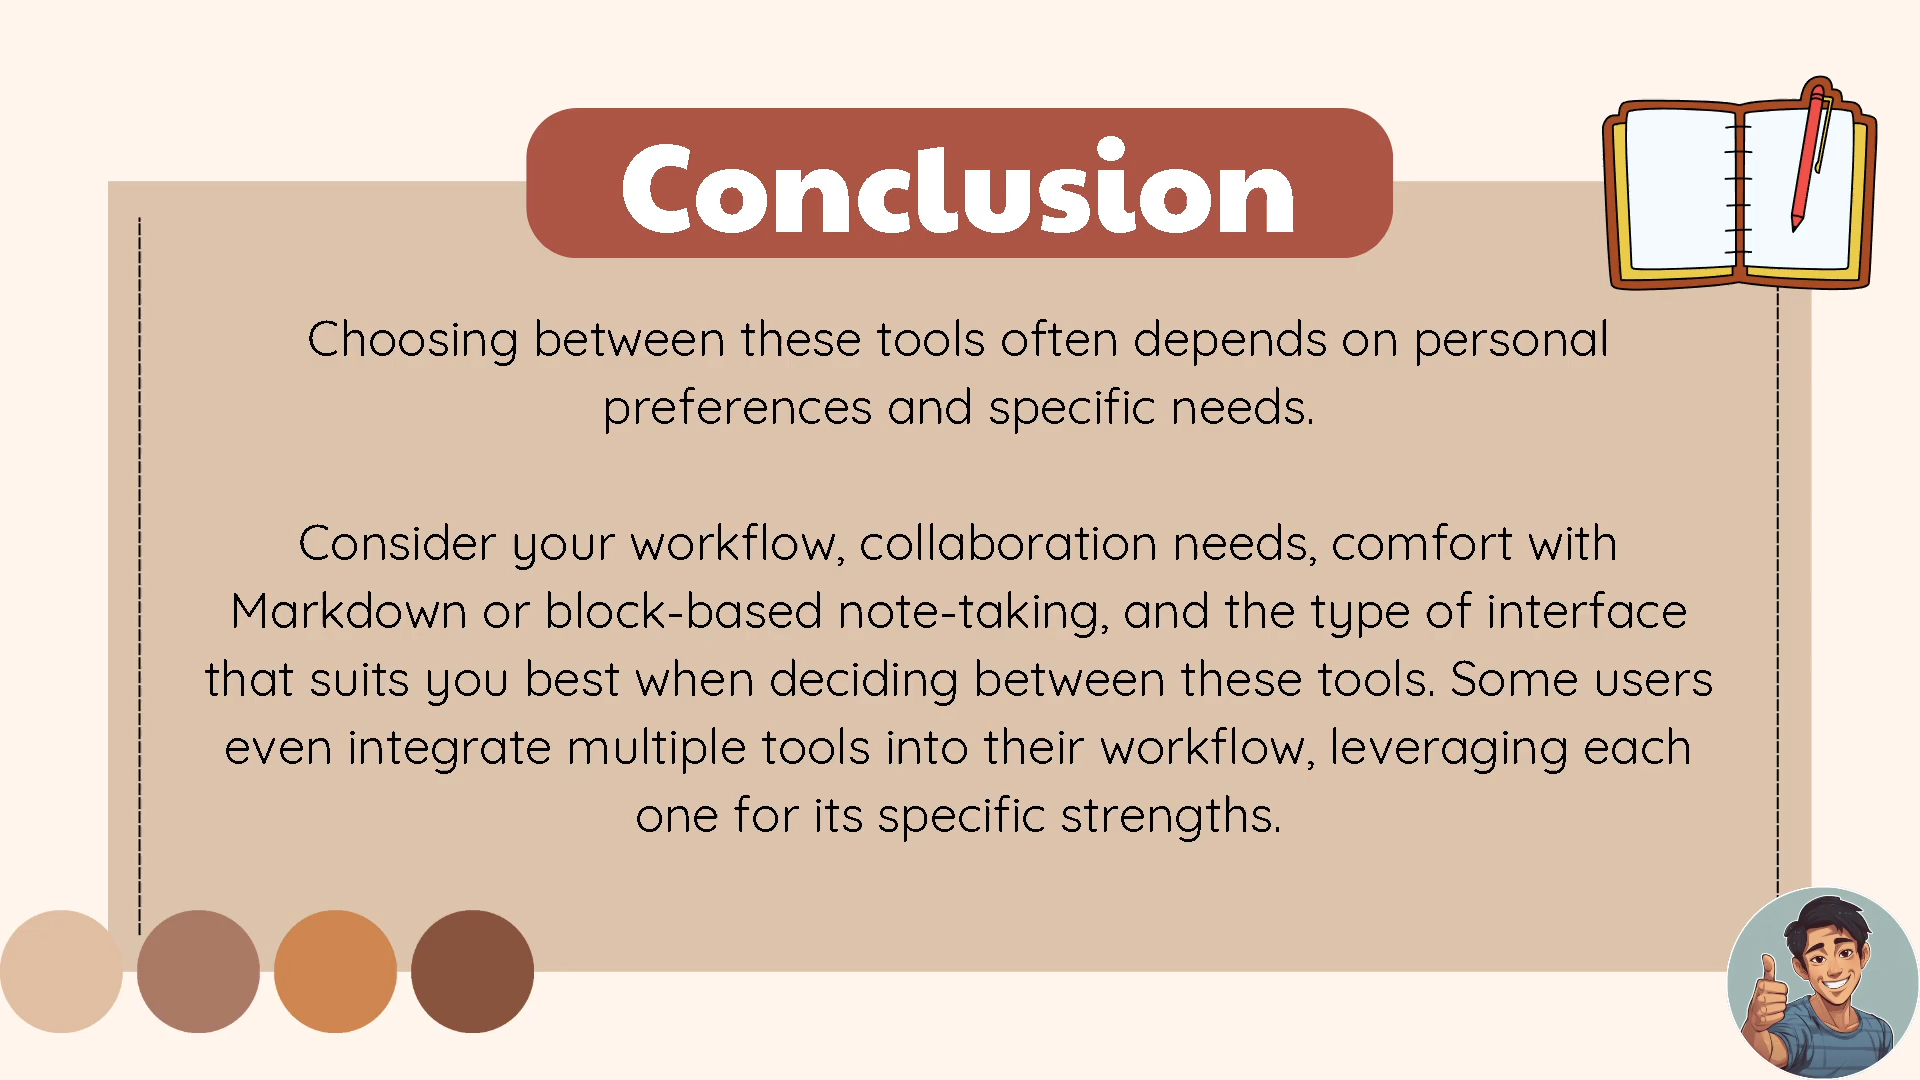 Conclusion
Choosing between these tools often depends on personal
preferences and specific needs.
Consider your workflow, collaboration needs, comfort with
Markdown or block-based note-taking, and the type of interface
that suits you best when deciding between these tools. Some users
even integrate multiple tools into their workflow, leveraging each
one for its specific strengths.